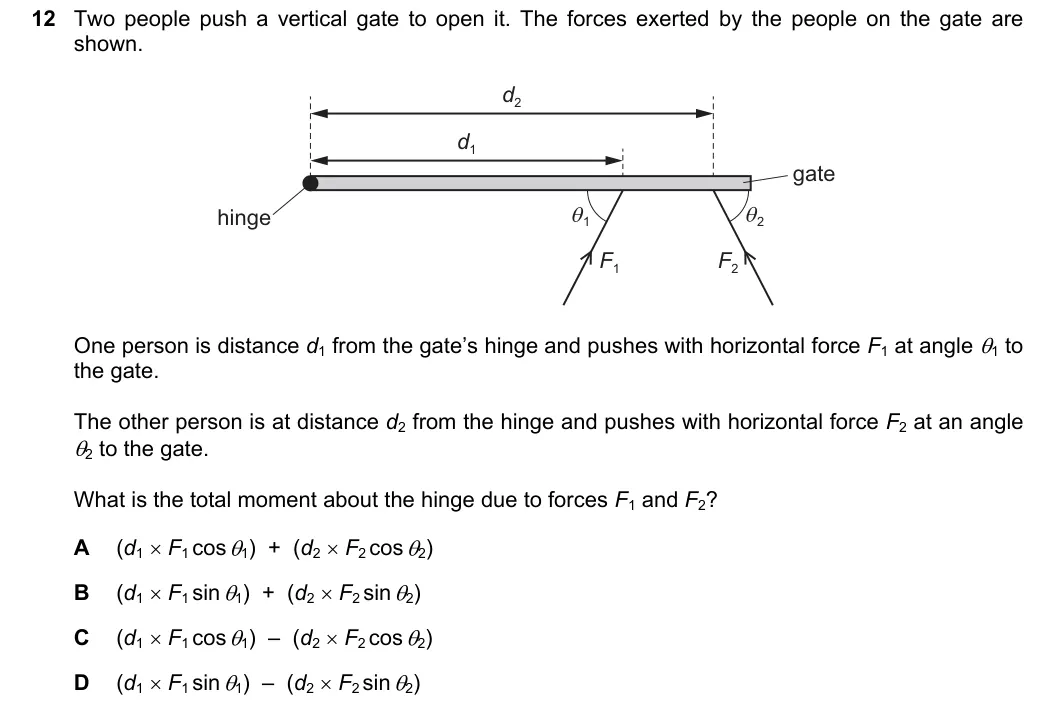 12 Two people push a vertical gate to open it. The forces exerted by the people on the gate are
shown.
d₂
d₁
gate
hinge
θ₁
θ₂
F₁
F₂
One person is distance d₁ from the gate’s hinge and pushes with horizontal force F₁ at angle θ₁ to
the gate.
The other person is at distance d₂ from the hinge and pushes with horizontal force F₂ at an angle
θ₂ to the gate.
What is the total moment about the hinge due to forces F₁ and F₂?
A (d₁ × F₁ cos θ₁) + (d₂ × F₂ cos θ₂)
B (d₁ × F₁ sin θ₁) + (d₂ × F₂ sin θ₂)
C (d₁ × F₁ cos θ₁) – (d₂ × F₂ cos θ₂)
D (d₁ × F₁ sin θ₁) – (d₂ × F₂ sin θ₂)